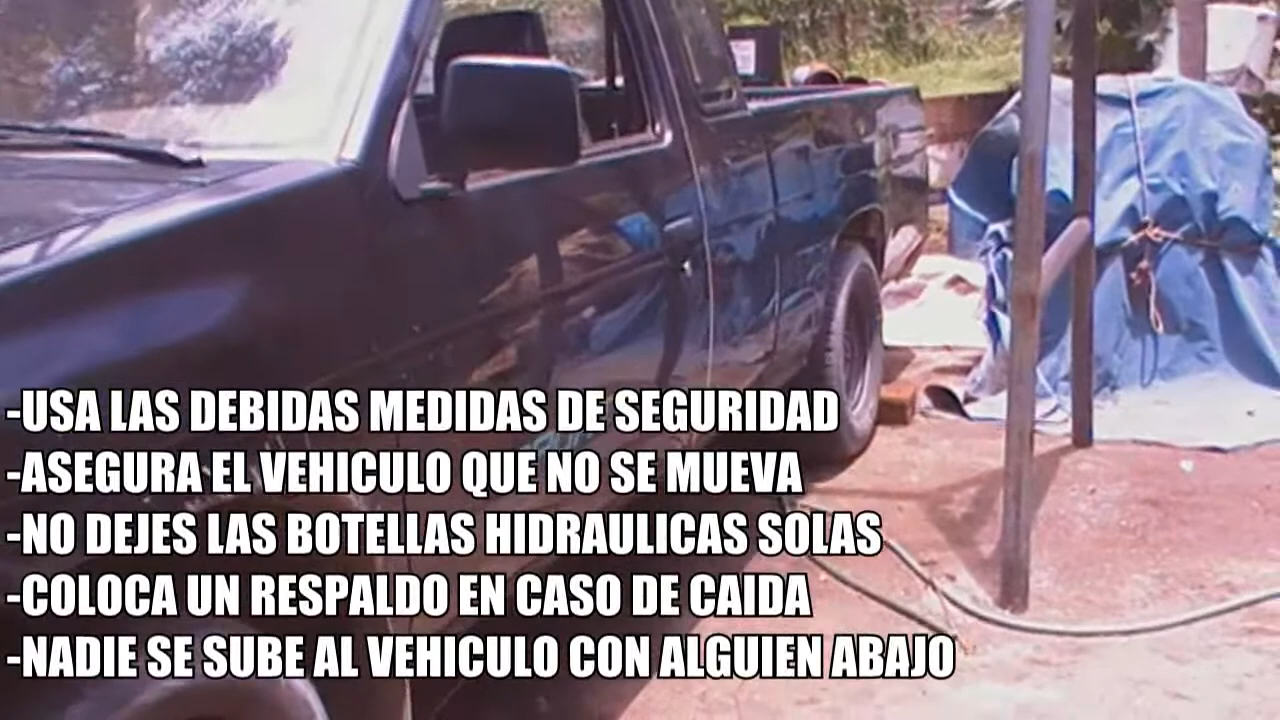 -USA LAS DEBIDAS MEDIDAS DE SEGURIDAD
-ASEGURA EL VEHICULO QUE NO SE MUEVA
-NO DEJES LAS BOTELLAS HIDRAULICAS SOLAS
-COLOCA UN RESPALDO EN CASO DE CAIDA
-NADIE SE SUBE AL VEHICULO CON ALGUIEN ABAJO